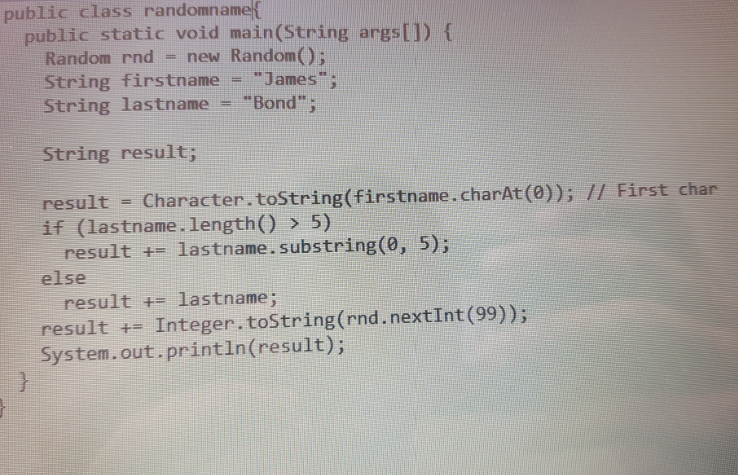 public class randomname{
public static void main(String args[]) {
Random rnd = new Random();
String firstname = "James";
String lastname = "Bond";
String result;
result = Character.toString(firstname.charAt(0)); // First char
if (lastname.length() > 5)
result += lastname.substring(0, 5);
else
result += lastname;
result += Integer.toString(rnd.nextInt(99));
System.out.println(result);
}
}